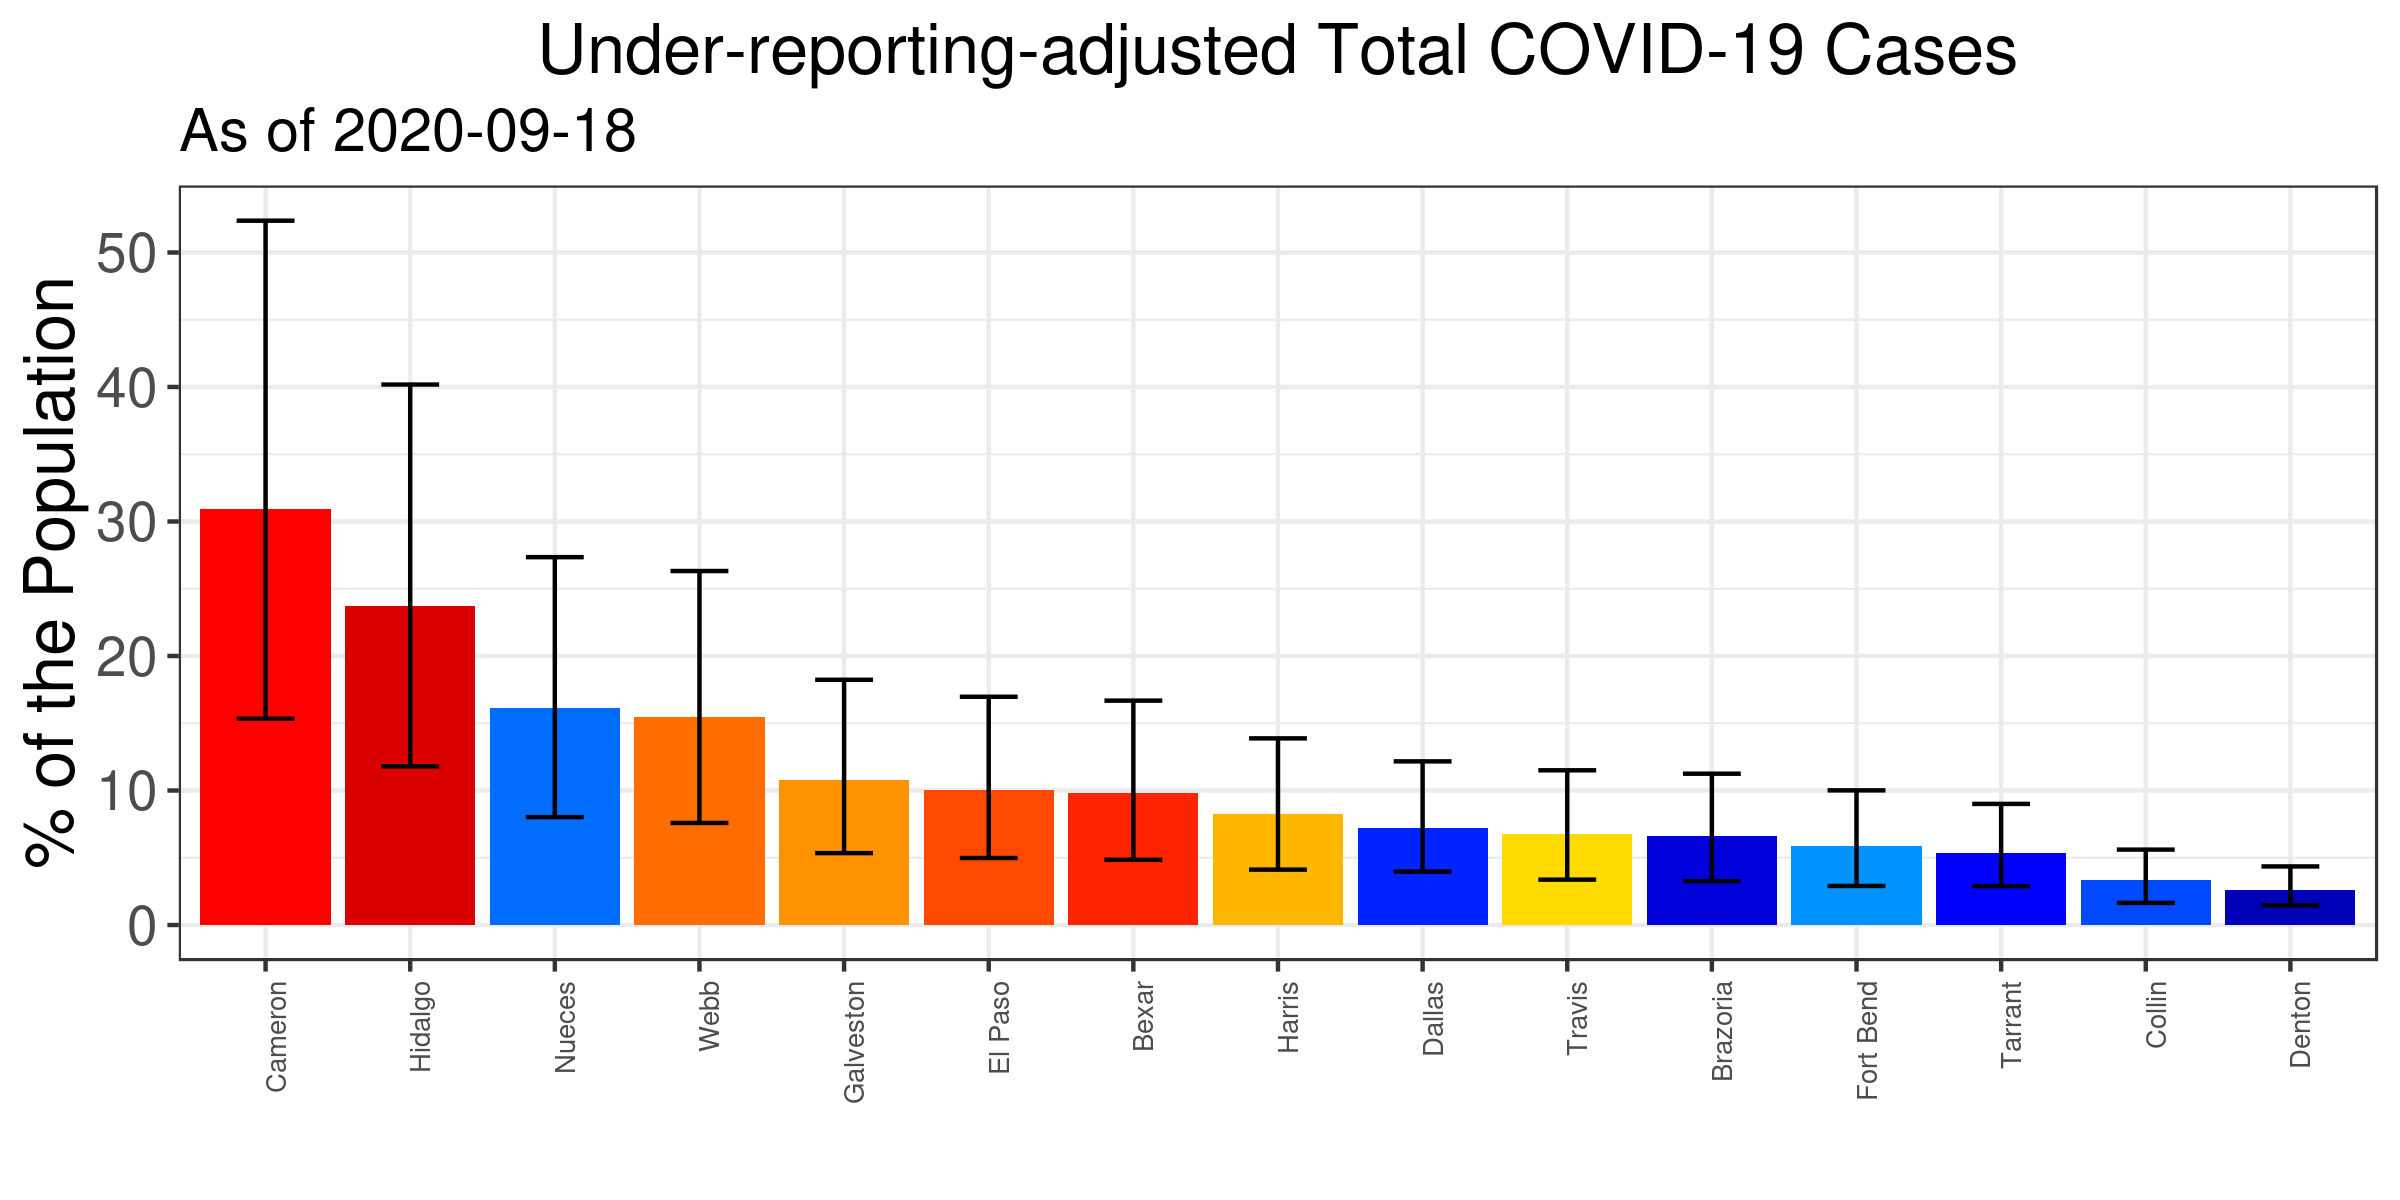 Under-reporting-adjusted Total COVID-19 Cases
As of 2020-09-18
% of the Population
50
40
30
20
10
0
Cameron
Hidalgo
Nueces
Webb
Galveston
El Paso
Bexar
Harris
Dallas
Travis
Brazoria
Fort Bend
Tarrant
Collin
Denton